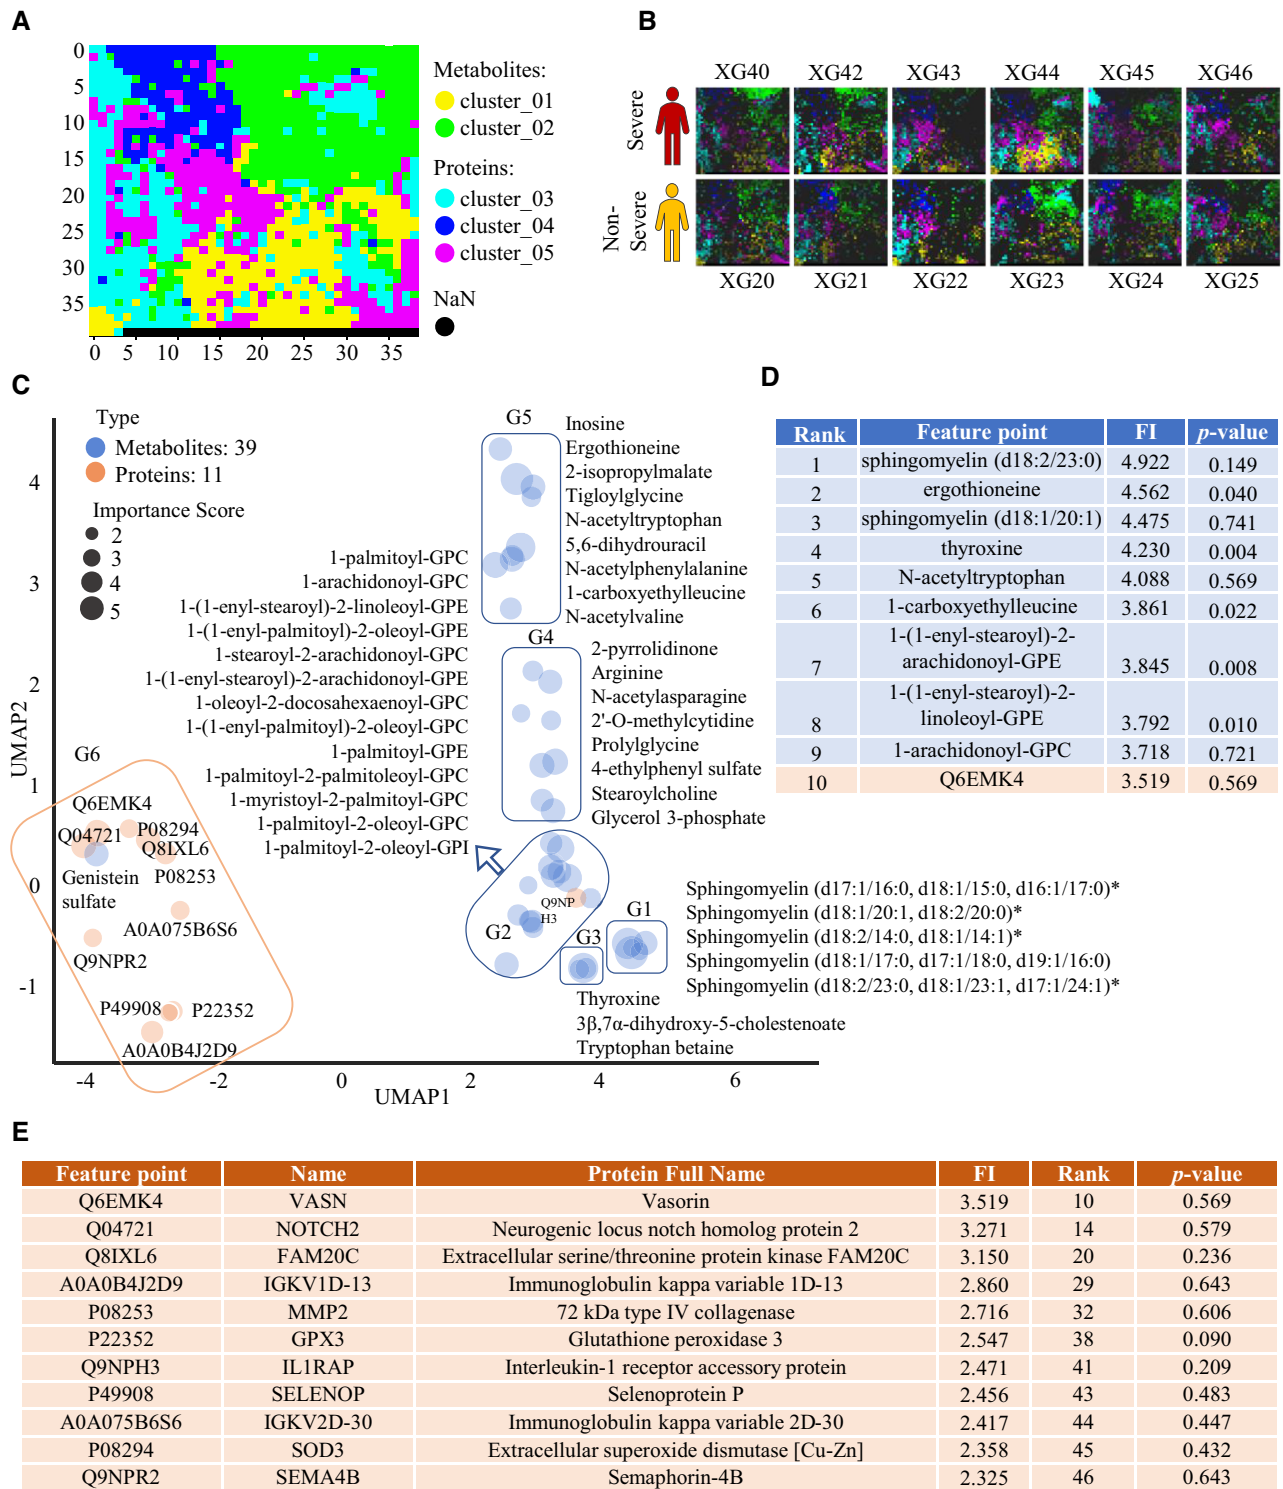 A
0
5
10
15
20
25
30
35
0 5 10 15 20 25 30 35
Metabolites:
cluster_01
cluster_02
Proteins:
cluster_03
cluster_04
cluster_05
NaN
B
XG40 XG42 XG43 XG44 XG45 XG46
Severe
Non-
Severe
XG20 XG21 XG22 XG23 XG24 XG25
C
Type
Metabolites: 39
Proteins: 11
Importance Score
2
3
4
5
UMAP2
4
3
2
1
0
-1
-4 -2 0 2 4 6
UMAP1
G5
Inosine
Ergothioneine
2-isopropylmalate
Tigloylglycine
N-acetyltryptophan
5,6-dihydrouracil
N-acetylphenylalanine
1-carboxyethylleucine
N-acetylvaline
1-palmitoyl-GPC
1-arachidonoyl-GPC
1-(1-enyl-stearoyl)-2-linoleoyl-GPE
1-(1-enyl-palmitoyl)-2-oleoyl-GPE
1-stearoyl-2-arachidonoyl-GPC
1-(1-enyl-stearoyl)-2-arachidonoyl-GPE
1-oleoyl-2-docosahexaenoyl-GPC
1-(1-enyl-palmitoyl)-2-oleoyl-GPC
1-palmitoyl-GPE
1-palmitoyl-2-palmitoleoyl-GPC
1-myristoyl-2-palmitoyl-GPC
1-palmitoyl-2-oleoyl-GPC
1-palmitoyl-2-oleoyl-GPI
G4
2-pyrrolidinone
Arginine
N-acetylasparagine
2'-O-methylcytidine
Prolylglycine
4-ethylphenyl sulfate
Stearoylcholine
Glycerol 3-phosphate
G6
Q6EMK4
Q04721 P08294
Q8IXL6
Genistein
sulfate
P08253
A0A075B6S6
Q9NPR2
P49908 P22352
A0A0B4J2D9
Q9NP
H3
G2
G3
G1
Sphingomyelin (d17:1/16:0, d18:1/15:0, d16:1/17:0)*
Sphingomyelin (d18:1/20:1, d18:2/20:0)*
Sphingomyelin (d18:2/14:0, d18:1/14:1)*
Sphingomyelin (d18:1/17:0, d17:1/18:0, d19:1/16:0)
Sphingomyelin (d18:2/23:0, d18:1/23:1, d17:1/24:1)*
Thyroxine
3β,7α-dihydroxy-5-cholestenoate
Tryptophan betaine
D
Rank Feature point FI p-value
1 sphingomyelin (d18:2/23:0) 4.922 0.149
2 ergothioneine 4.562 0.040
3 sphingomyelin (d18:1/20:1) 4.475 0.741
4 thyroxine 4.230 0.004
5 N-acetyltryptophan 4.088 0.569
6 1-carboxyethylleucine 3.861 0.022
1-(1-enyl-stearoyl)-2-
7 arachidonoyl-GPE 3.845 0.008
1-(1-enyl-stearoyl)-2-
8 linoleoyl-GPE 3.792 0.010
9 1-arachidonoyl-GPC 3.718 0.721
10 Q6EMK4 3.519 0.569
E
Feature point Name Protein Full Name FI Rank p-value
Q6EMK4 VASN Vasorin 3.519 10 0.569
Q04721 NOTCH2 Neurogenic locus notch homolog protein 2 3.271 14 0.579
Q8IXL6 FAM20C Extracellular serine/threonine protein kinase FAM20C 3.150 20 0.236
A0A0B4J2D9 IGKV1D-13 Immunoglobulin kappa variable 1D-13 2.860 29 0.643
P08253 MMP2 72 kDa type IV collagenase 2.716 32 0.606
P22352 GPX3 Glutathione peroxidase 3 2.547 38 0.090
Q9NPH3 IL1RAP Interleukin-1 receptor accessory protein 2.471 41 0.209
P49908 SELENOP Selenoprotein P 2.456 43 0.483
A0A075B6S6 IGKV2D-30 Immunoglobulin kappa variable 2D-30 2.417 44 0.447
P08294 SOD3 Extracellular superoxide dismutase [Cu-Zn] 2.358 45 0.432
Q9NPR2 SEMA4B Semaphorin-4B 2.325 46 0.643